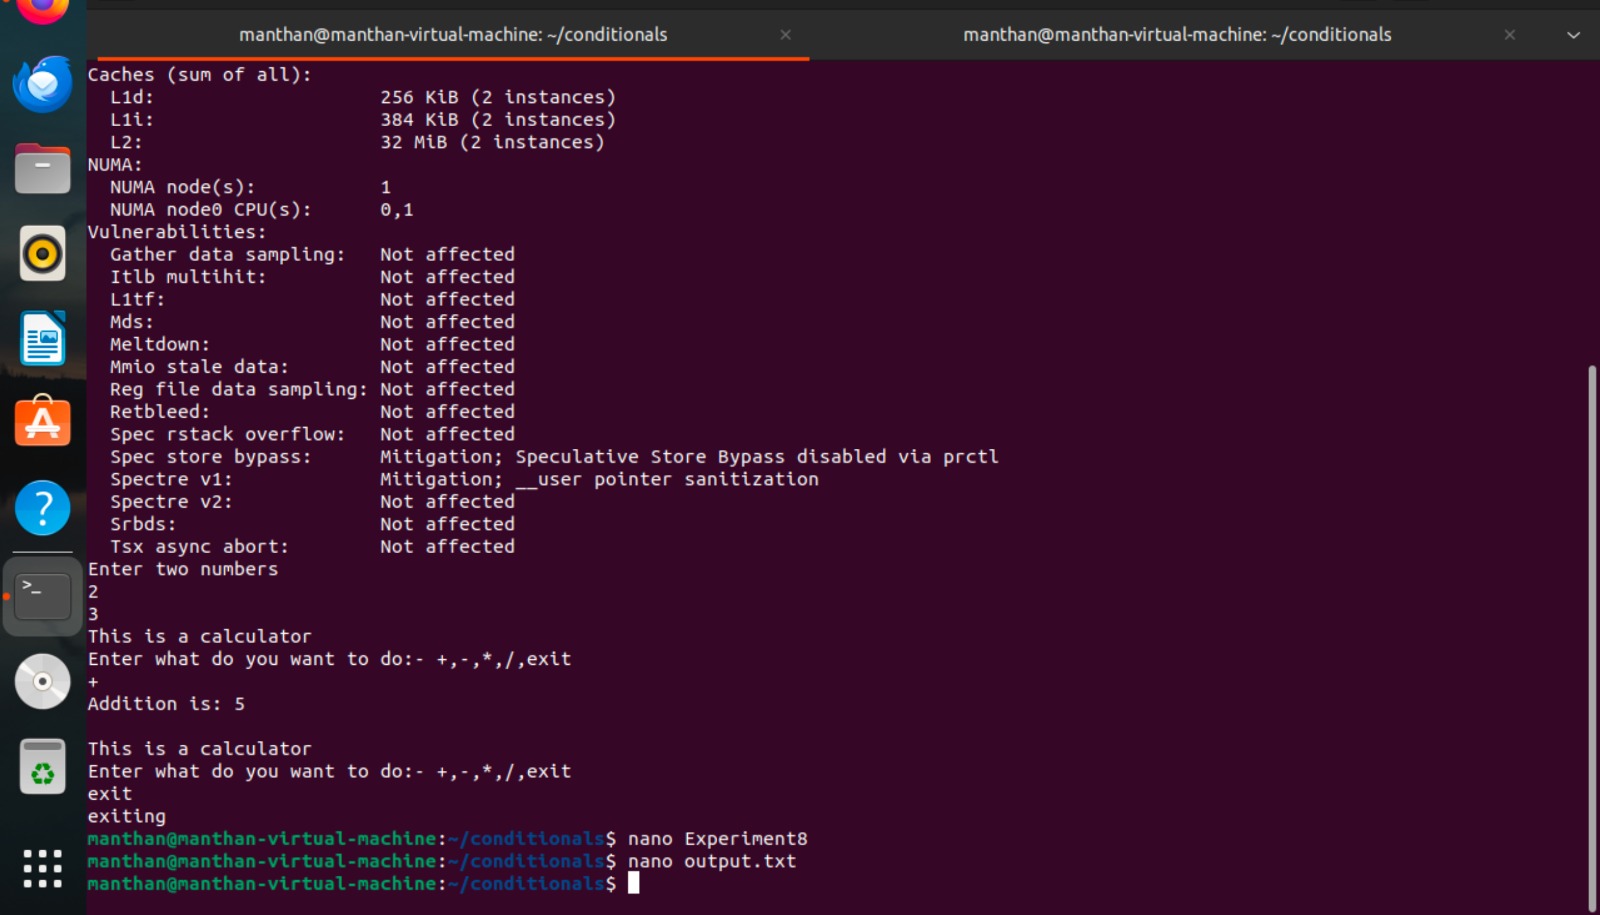 manthan@manthan-virtual-machine: ~/conditionals × manthan@manthan-virtual-machine: ~/conditionals ×
Caches (sum of all):
  L1d:                    256 KiB (2 instances)
  L1i:                    384 KiB (2 instances)
  L2:                     32 MiB (2 instances)
NUMA:
  NUMA node(s):           1
  NUMA node0 CPU(s):      0,1
Vulnerabilities:
  Gather data sampling:   Not affected
  Itlb multihit:          Not affected
  L1tf:                   Not affected
  Mds:                    Not affected
  Meltdown:               Not affected
  Mmio stale data:        Not affected
  Reg file data sampling: Not affected
  Retbleed:               Not affected
  Spec rstack overflow:   Not affected
  Spec store bypass:      Mitigation; Speculative Store Bypass disabled via prctl
  Spectre v1:             Mitigation; __user pointer sanitization
  Spectre v2:             Not affected
  Srbds:                  Not affected
  Tsx async abort:        Not affected
Enter two numbers
2
3
This is a calculator
Enter what do you want to do:- +,-,*,/,exit
+
Addition is: 5

This is a calculator
Enter what do you want to do:- +,-,*,/,exit
exit
exiting
manthan@manthan-virtual-machine:~/conditionals$ nano Experiment8
manthan@manthan-virtual-machine:~/conditionals$ nano output.txt
manthan@manthan-virtual-machine:~/conditionals$